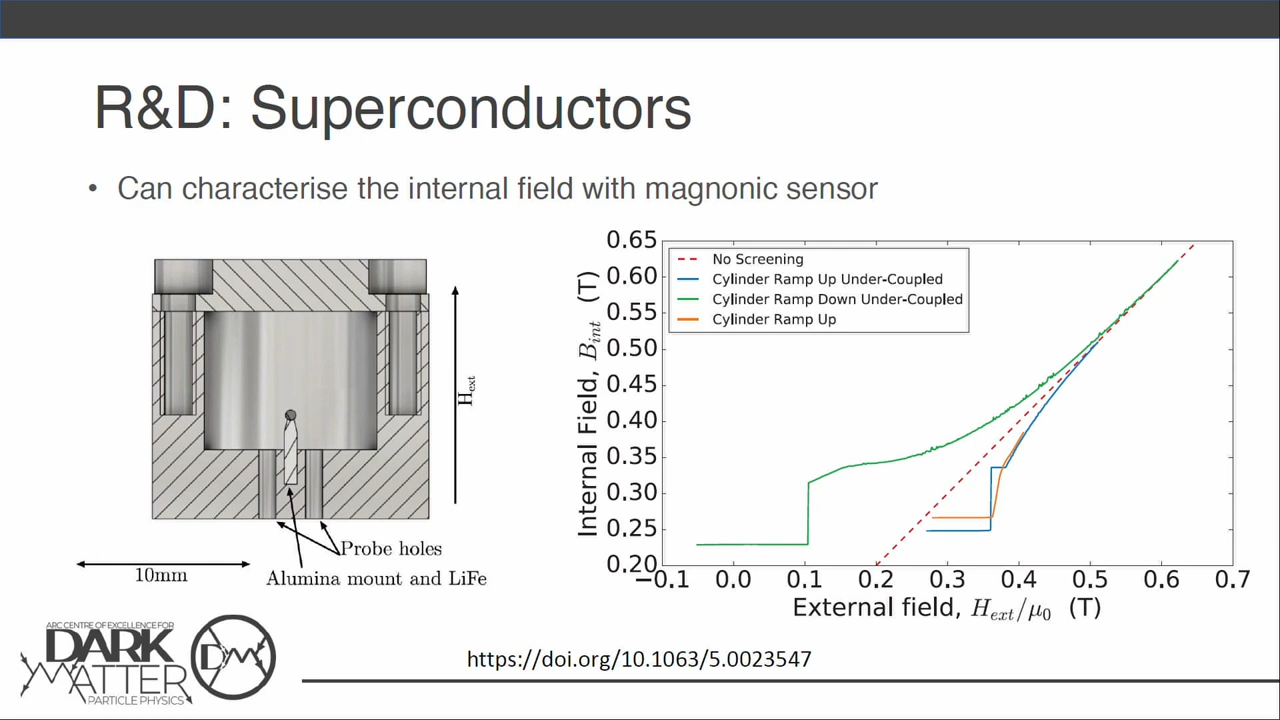 R&D: Superconductors
• Can characterise the internal field with magnonic sensor
H_ext
Probe holes
10mm
Alumina mount and LiFe
0.65
0.60
0.55
0.50
0.45
0.40
0.35
0.30
0.25
0.20
Internal Field, B_int (T)
No Screening
Cylinder Ramp Up Under-Coupled
Cylinder Ramp Down Under-Coupled
Cylinder Ramp Up
−0.1 0.0 0.1 0.2 0.3 0.4 0.5 0.6 0.7
External field, H_ext/μ_0 (T)
ARC CENTRE OF EXCELLENCE FOR
DARK
MATTER
PARTICLE PHYSICS
DM
https://doi.org/10.1063/5.0023547